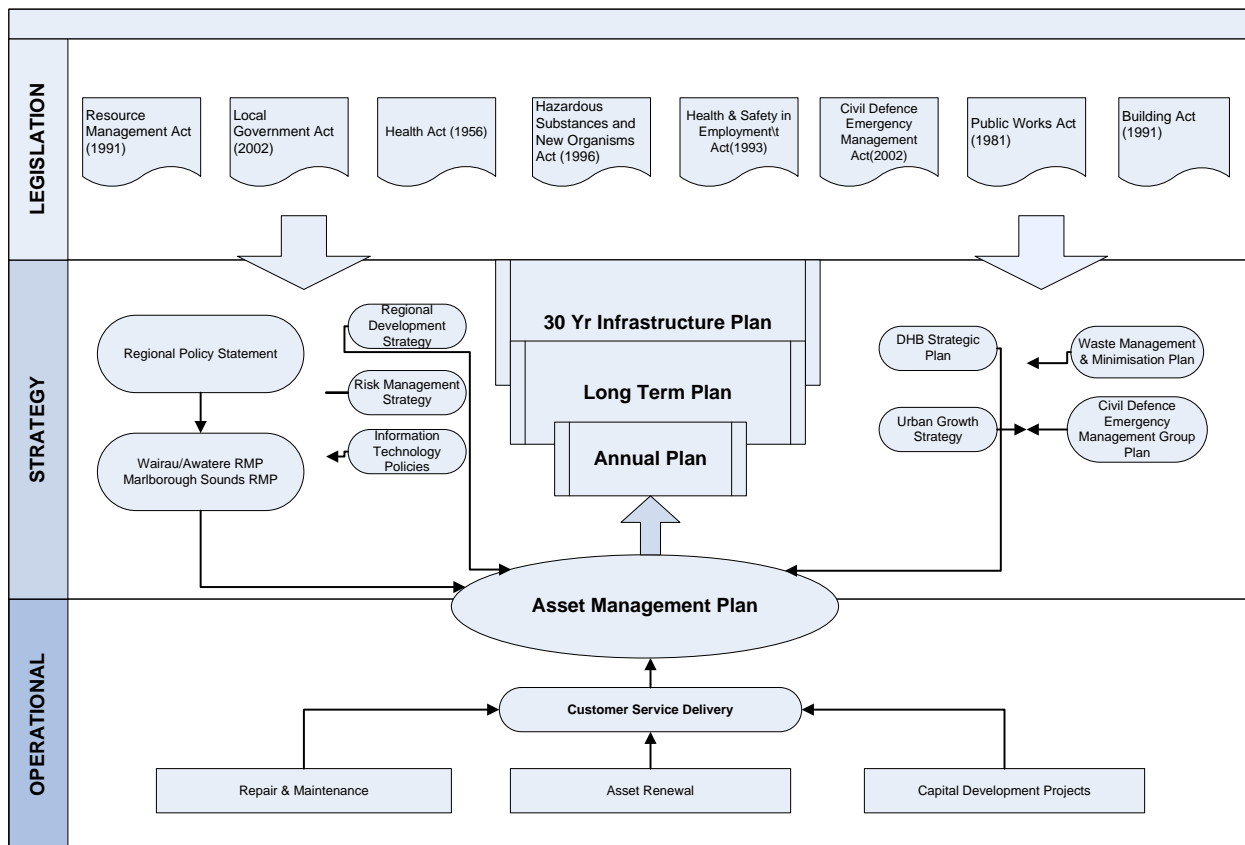 LEGISLATION
Resource
Management Act
(1991)
Local
Government Act
(2002)
Health Act (1956)
Hazardous
Substances and
New Organisms
Act (1996)
Health & Safety in
Employment\t
Act(1993)
Civil Defence
Emergency
Management
Act(2002)
Public Works Act
(1981)
Building Act
(1991)
STRATEGY
Regional Policy Statement
Wairau/Awatere RMP
Marlborough Sounds RMP
Regional
Development
Strategy
Risk Management
Strategy
Information
Technology
Policies
30 Yr Infrastructure Plan
Long Term Plan
Annual Plan
DHB Strategic
Plan
Urban Growth
Strategy
Waste Management
& Minimisation Plan
Civil Defence
Emergency
Management Group
Plan
Asset Management Plan
OPERATIONAL
Customer Service Delivery
Repair & Maintenance
Asset Renewal
Capital Development Projects